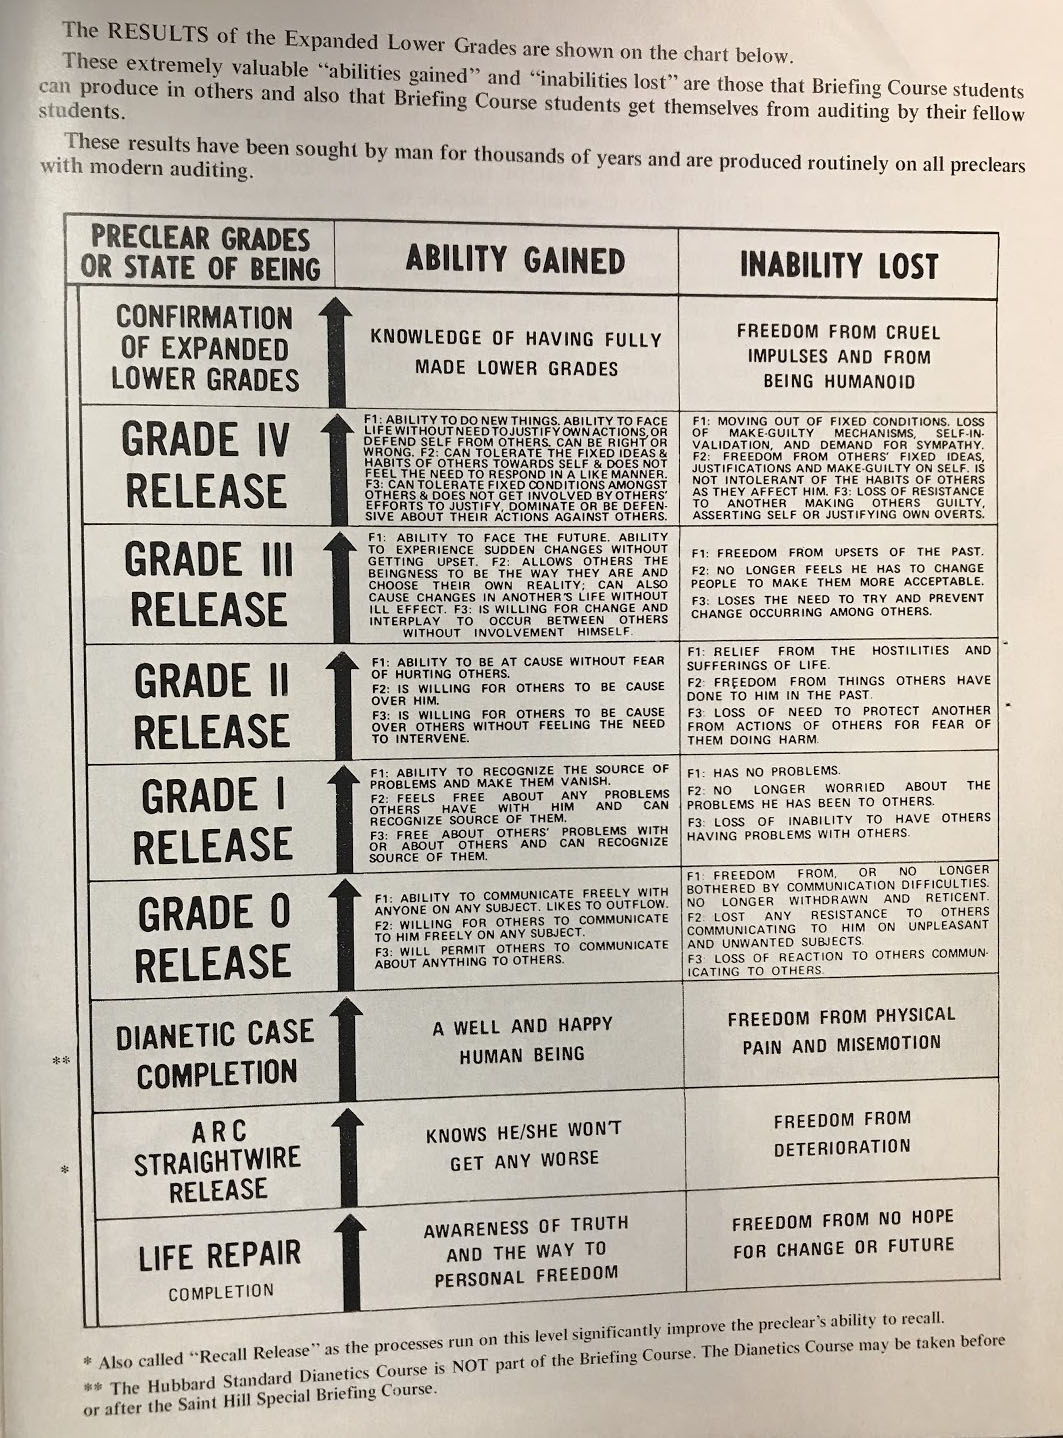 The RESULTS of the Expanded Lower Grades are shown on the chart below.
These extremely valuable “abilities gained” and “inabilities lost” are those that Briefing Course students
can produce in others and also that Briefing Course students get themselves from auditing by their fellow
students.
These results have been sought by man for thousands of years and are produced routinely on all preclears
with modern auditing.
PRECLEAR GRADES
OR STATE OF BEING
ABILITY GAINED
INABILITY LOST
CONFIRMATION
OF EXPANDED
LOWER GRADES
KNOWLEDGE OF HAVING FULLY
MADE LOWER GRADES
FREEDOM FROM CRUEL
IMPULSES AND FROM
BEING HUMANOID
GRADE IV
RELEASE
F1: ABILITY TO DO NEW THINGS. ABILITY TO FACE
LIFE WITHOUT NEED TO JUSTIFY OWN ACTIONS, OR
DEFEND SELF FROM OTHERS. CAN BE RIGHT OR
WRONG. F2: CAN TOLERATE THE FIXED IDEAS &
HABITS OF OTHERS TOWARDS SELF & DOES NOT
FEEL THE NEED TO RESPOND IN A LIKE MANNER.
F3: CAN TOLERATE FIXED CONDITIONS AMONGST
OTHERS & DOES NOT GET INVOLVED BY OTHERS'
EFFORTS TO JUSTIFY, DOMINATE OR BE DEFEN-
SIVE ABOUT THEIR ACTIONS AGAINST OTHERS.
F1: MOVING OUT OF FIXED CONDITIONS. LOSS
OF MAKE-GUILTY MECHANISMS, SELF-IN-
VALIDATION, AND DEMAND FOR SYMPATHY.
F2: FREEDOM FROM OTHERS' FIXED IDEAS,
JUSTIFICATIONS AND MAKE-GUILTY ON SELF. IS
NOT INTOLERANT OF THE HABITS OF OTHERS
AS THEY AFFECT HIM. F3: LOSS OF RESISTANCE
TO ANOTHER MAKING OTHERS GUILTY,
ASSERTING SELF OR JUSTIFYING OWN OVERTS.
GRADE III
RELEASE
F1: ABILITY TO FACE THE FUTURE. ABILITY
TO EXPERIENCE SUDDEN CHANGES WITHOUT
GETTING UPSET. F2: ALLOWS OTHERS THE
BEINGNESS TO BE THE WAY THEY ARE AND
CHOOSE THEIR OWN REALITY; CAN ALSO
CAUSE CHANGES IN ANOTHER'S LIFE WITHOUT
ILL EFFECT. F3: IS WILLING FOR CHANGE AND
INTERPLAY TO OCCUR BETWEEN OTHERS
WITHOUT INVOLVEMENT HIMSELF.
F1: FREEDOM FROM UPSETS OF THE PAST.
F2: NO LONGER FEELS HE HAS TO CHANGE
PEOPLE TO MAKE THEM MORE ACCEPTABLE.
F3: LOSES THE NEED TO TRY AND PREVENT
CHANGE OCCURRING AMONG OTHERS.
GRADE II
RELEASE
F1: ABILITY TO BE AT CAUSE WITHOUT FEAR
OF HURTING OTHERS.
F2: IS WILLING FOR OTHERS TO BE CAUSE
OVER HIM.
F3: IS WILLING FOR OTHERS TO BE CAUSE
OVER OTHERS WITHOUT FEELING THE NEED
TO INTERVENE.
F1: RELIEF FROM THE HOSTILITIES AND
SUFFERINGS OF LIFE.
F2: FREEDOM FROM THINGS OTHERS HAVE
DONE TO HIM IN THE PAST.
F3: LOSS OF NEED TO PROTECT ANOTHER
FROM ACTIONS OF OTHERS FOR FEAR OF
THEM DOING HARM.
GRADE I
RELEASE
F1: ABILITY TO RECOGNIZE THE SOURCE OF
PROBLEMS AND MAKE THEM VANISH.
F2: FEELS FREE ABOUT ANY PROBLEMS
OTHERS HAVE WITH HIM AND CAN
RECOGNIZE SOURCE OF THEM.
F3: FREE ABOUT OTHERS' PROBLEMS WITH
OR ABOUT OTHERS AND CAN RECOGNIZE
SOURCE OF THEM.
F1: HAS NO PROBLEMS.
F2: NO LONGER WORRIED ABOUT THE
PROBLEMS HE HAS BEEN TO OTHERS.
F3: LOSS OF INABILITY TO HAVE OTHERS
HAVING PROBLEMS WITH OTHERS.
GRADE 0
RELEASE
F1: ABILITY TO COMMUNICATE FREELY WITH
ANYONE ON ANY SUBJECT. LIKES TO OUTFLOW.
F2: WILLING FOR OTHERS TO COMMUNICATE
TO HIM FREELY ON ANY SUBJECT.
F3: WILL PERMIT OTHERS TO COMMUNICATE
ABOUT ANYTHING TO OTHERS.
F1: FREEDOM FROM, OR NO LONGER
BOTHERED BY COMMUNICATION DIFFICULTIES.
NO LONGER WITHDRAWN AND RETICENT.
F2: LOST ANY RESISTANCE TO OTHERS
COMMUNICATING TO HIM ON UNPLEASANT
AND UNWANTED SUBJECTS.
F3 LOSS OF REACTION TO OTHERS COMMUN-
ICATING TO OTHERS.
**
DIANETIC CASE
COMPLETION
A WELL AND HAPPY
HUMAN BEING
FREEDOM FROM PHYSICAL
PAIN AND MISEMOTION
*
ARC
STRAIGHTWIRE
RELEASE
KNOWS HE/SHE WON'T
GET ANY WORSE
FREEDOM FROM
DETERIORATION
LIFE REPAIR
COMPLETION
AWARENESS OF TRUTH
AND THE WAY TO
PERSONAL FREEDOM
FREEDOM FROM NO HOPE
FOR CHANGE OR FUTURE
* Also called “Recall Release” as the processes run on this level significantly improve the preclear's ability to recall.
** The Hubbard Standard Dianetics Course is NOT part of the Briefing Course. The Dianetics Course may be taken before
or after the Saint Hill Special Briefing Course.